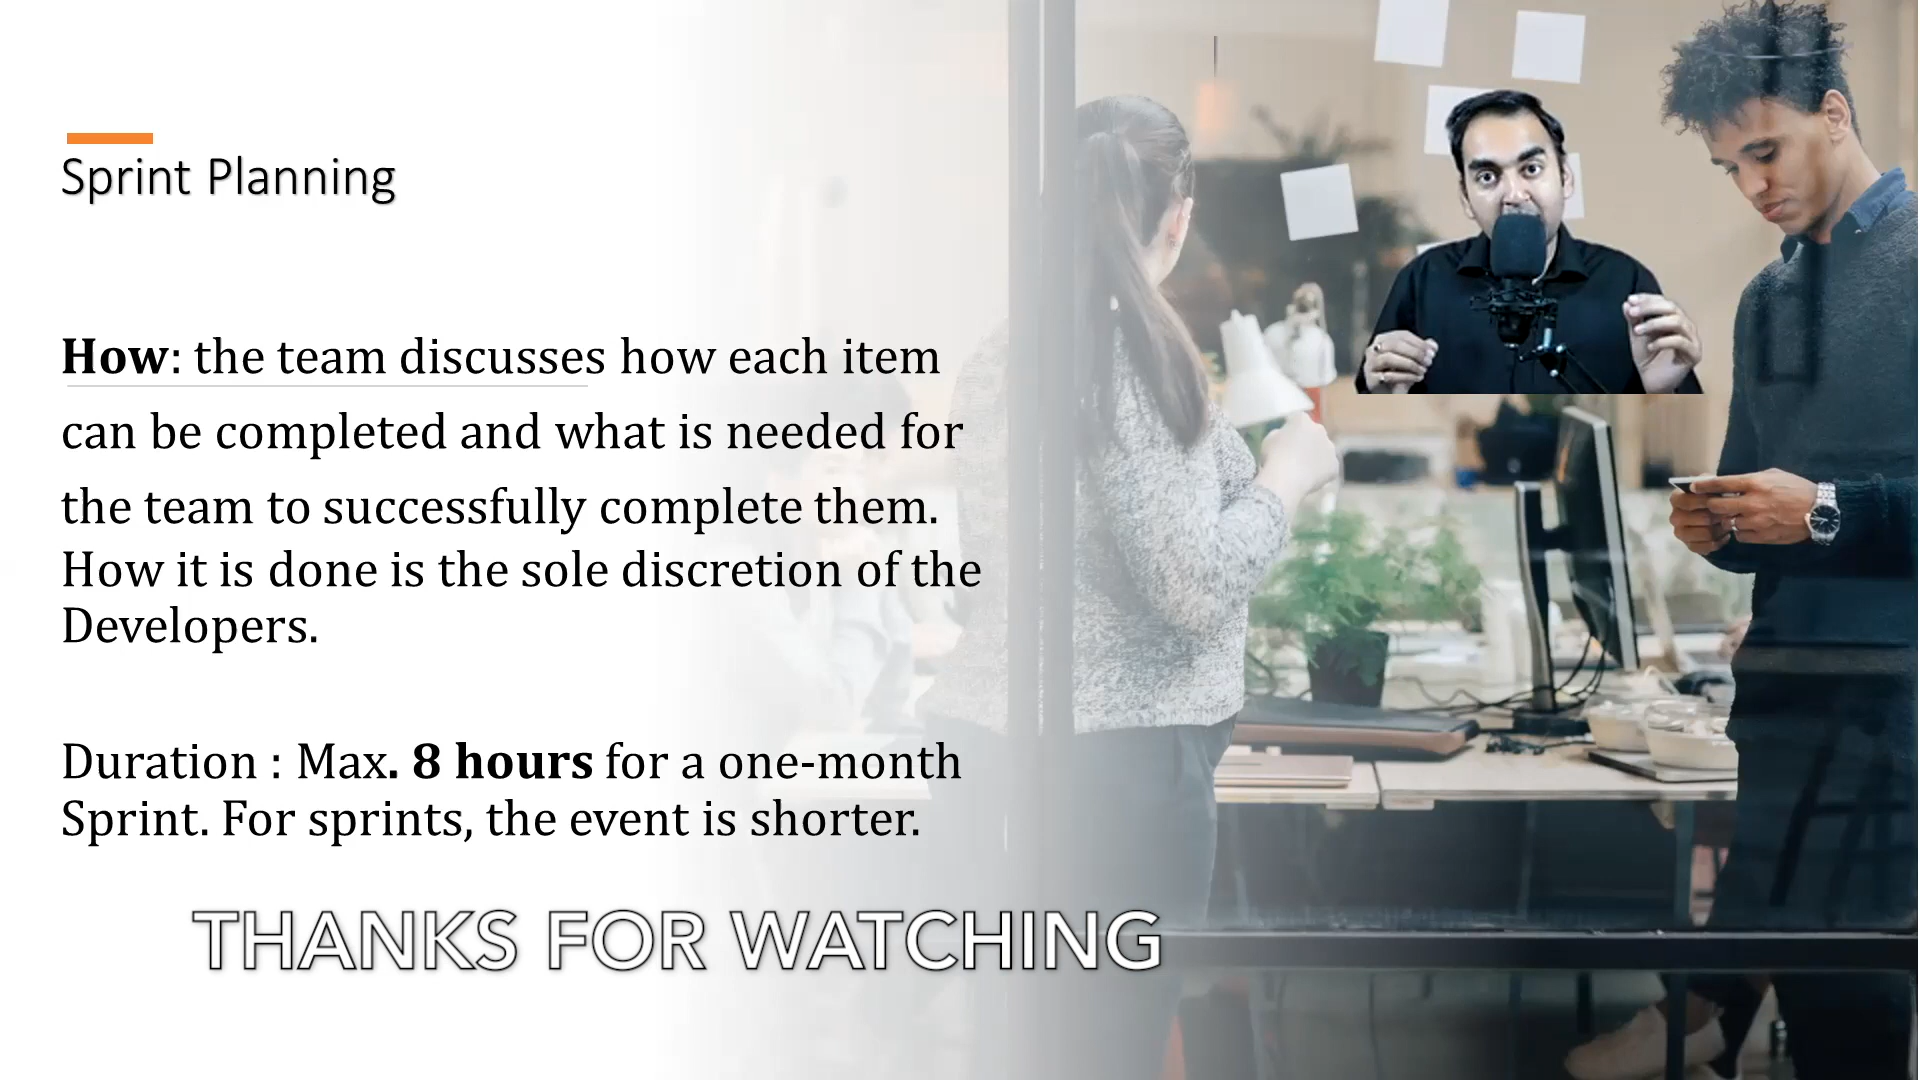 Sprint Planning
How: the team discusses how each item
can be completed and what is needed for
the team to successfully complete them.
How it is done is the sole discretion of the
Developers.
Duration : Max. 8 hours for a one-month
Sprint. For sprints, the event is shorter.
THANKS FOR WATCHING